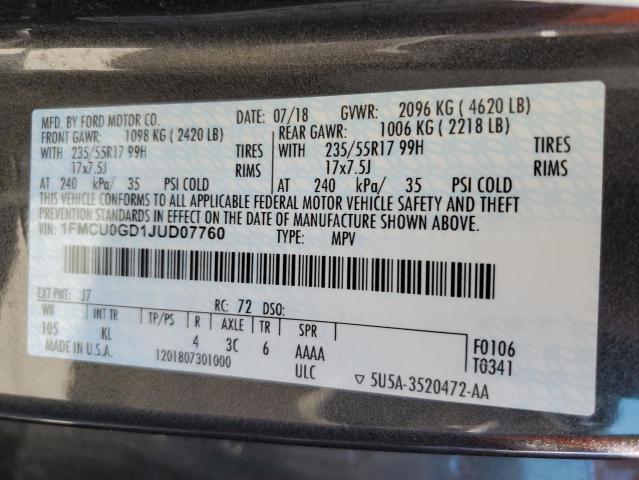 MFD. BY FORD MOTOR CO. DATE: 07/18 GVWR: 2096 KG ( 4620 LB)
FRONT GAWR: 1098 KG ( 2420 LB) REAR GAWR: 1006 KG ( 2218 LB)
WITH 235/55R17 99H TIRES WITH 235/55R17 99H TIRES
17x7.5J RIMS 17x7.5J RIMS
AT 240 kPa/ 35 PSI COLD AT 240 kPa/ 35 PSI COLD
THIS VEHICLE CONFORMS TO ALL APPLICABLE FEDERAL MOTOR VEHICLE SAFETY AND THEFT
PREVENTION STANDARDS IN EFFECT ON THE DATE OF MANUFACTURE SHOWN ABOVE.
VIN: 1FMCU0GD1JUD07760 TYPE: MPV
EXT PNT: J7 RC: 72 DSO:
WB INT TR TP/PS R AXLE TR SPR
105 KL 4 3C 6 AAAA F0106
MADE IN U.S.A. 1201807301000 ULC T0341
▽ 5U5A-3520472-AA